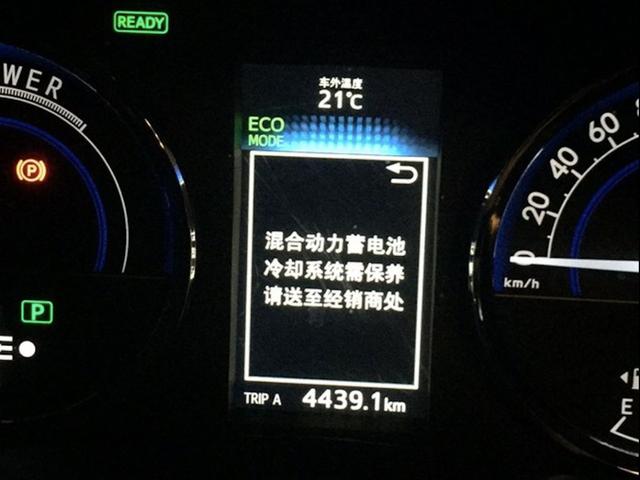 READY
WER
车外温度
21℃
ECO
MODE
混合动力蓄电池
冷却系统需保养
请送至经销商处
TRIP A 4439.1km
P
P
60
40
20
0
km/h
E